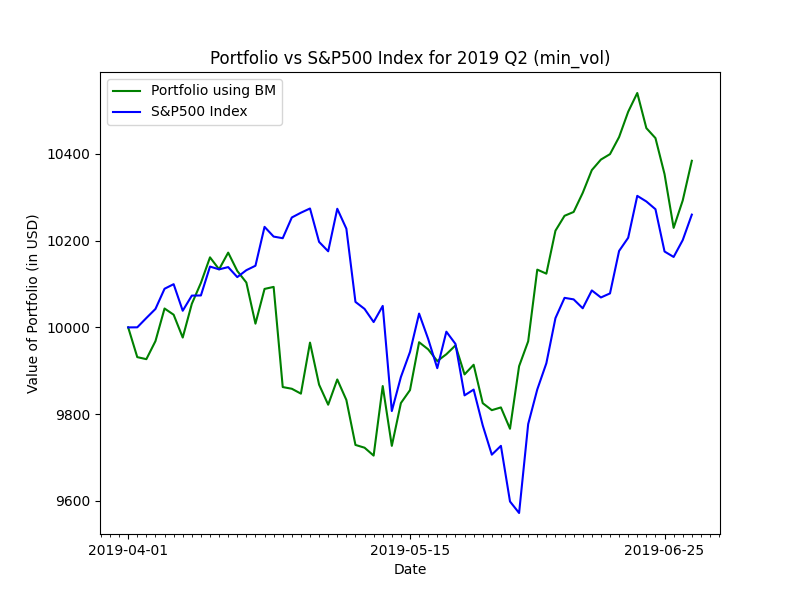 Portfolio vs S&P500 Index for 2019 Q2 (min_vol)
Portfolio using BM
S&P500 Index
10400
10200
10000
9800
9600
Value of Portfolio (in USD)
2019-04-01
2019-05-15
2019-06-25
Date